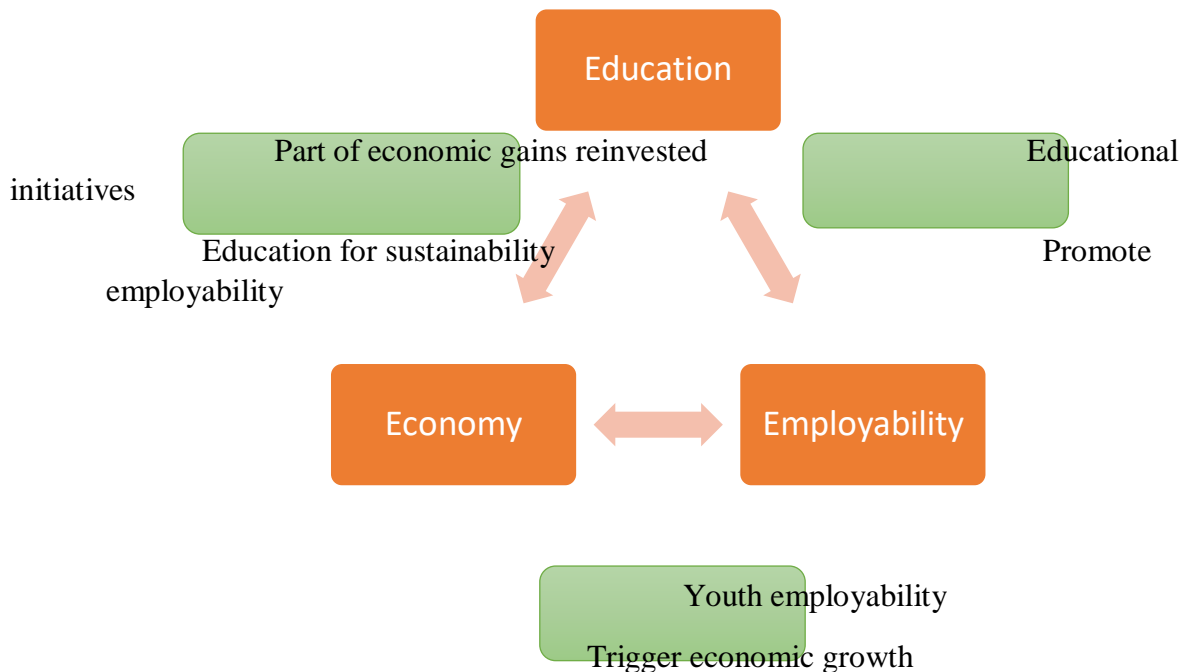 Education
Part of economic gains reinvested Educational
initiatives
Education for sustainability Promote
employability
Economy
Employability
Youth employability
Trigger economic growth